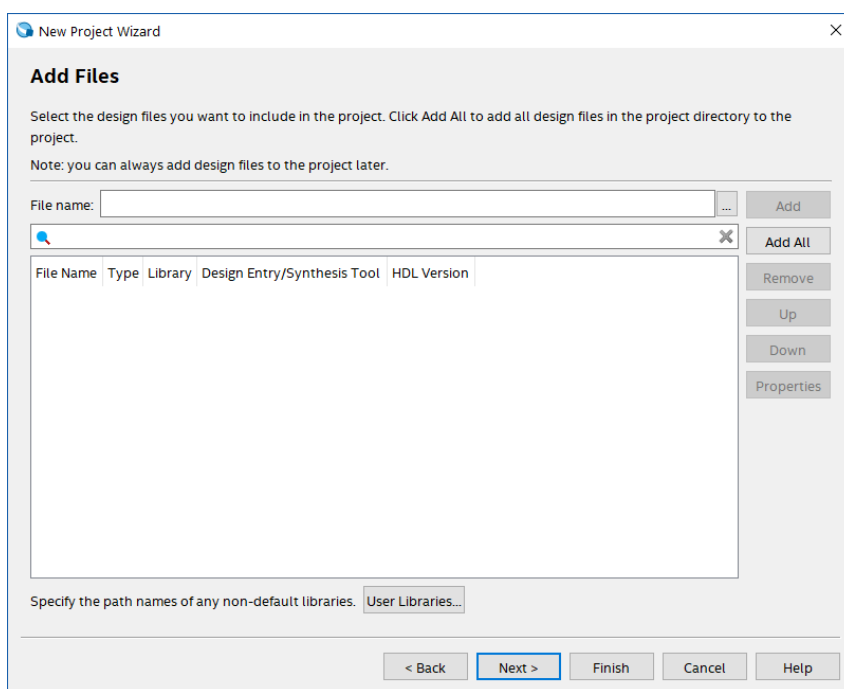 New Project Wizard
Add Files
Select the design files you want to include in the project. Click Add All to add all design files in the project directory to the
project.
Note: you can always add design files to the project later.
File name: ... Add
Add All
File Name Type Library Design Entry/Synthesis Tool HDL Version
Remove
Up
Down
Properties
Specify the path names of any non-default libraries. User Libraries...
< Back Next > Finish Cancel Help